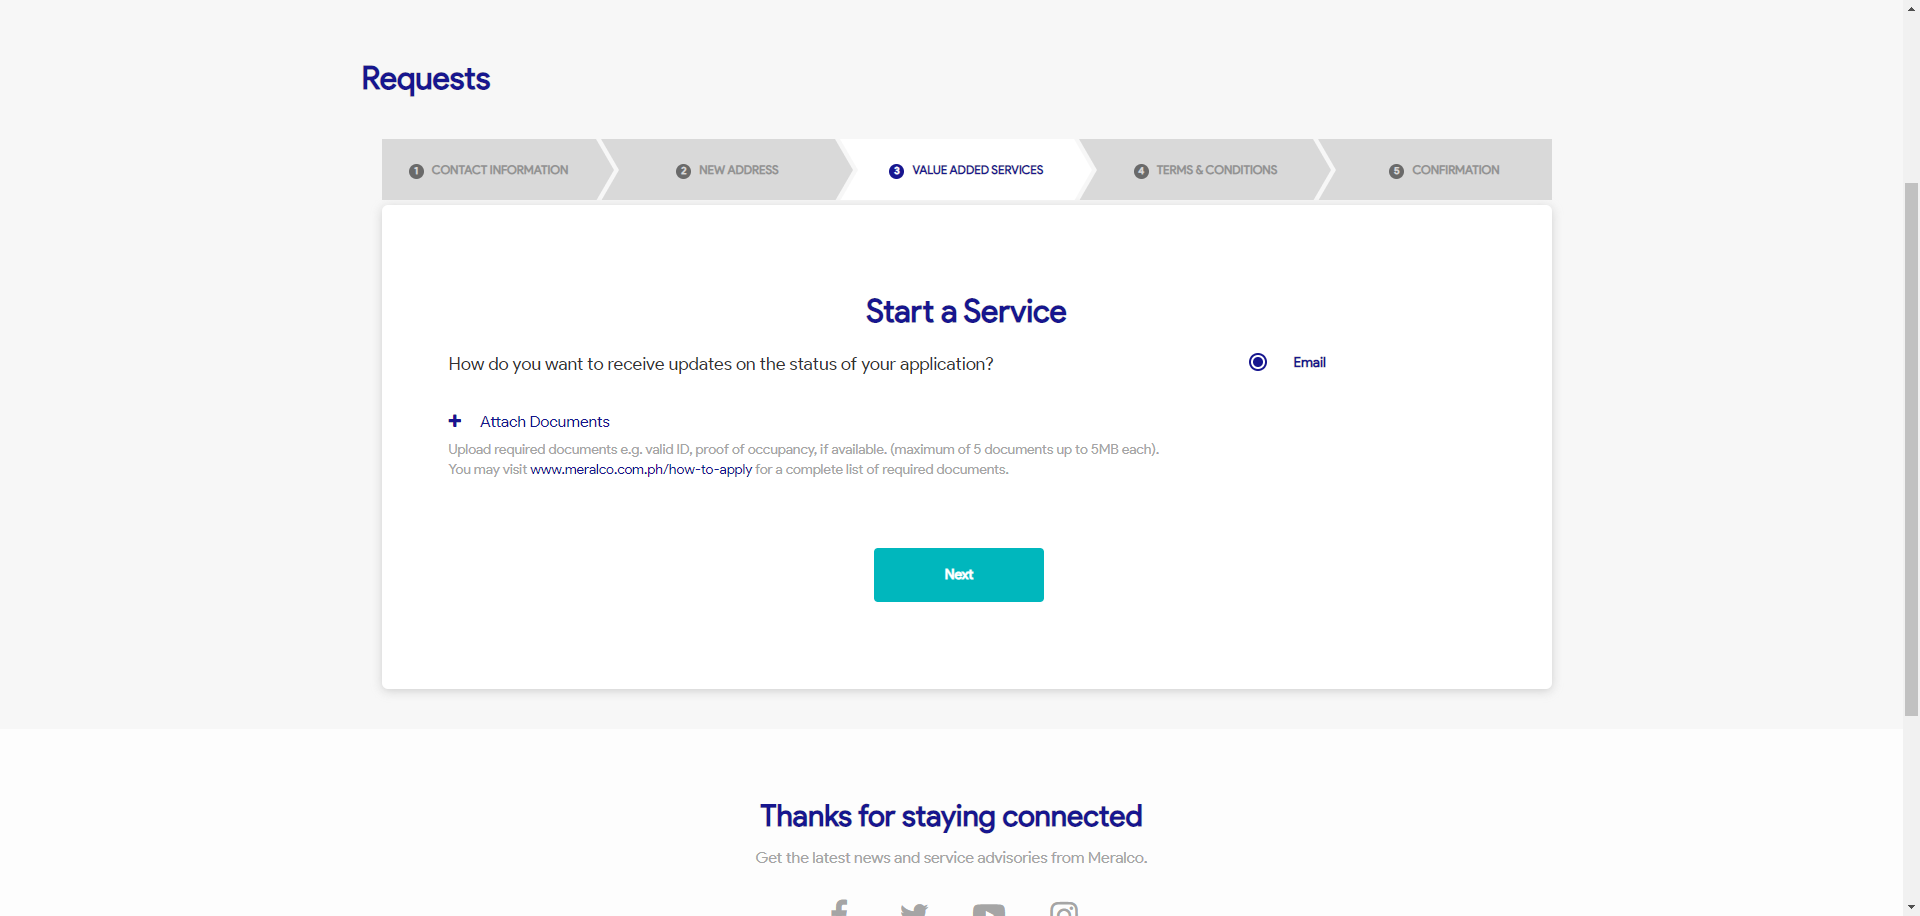 Requests
1 CONTACT INFORMATION
2 NEW ADDRESS
3 VALUE ADDED SERVICES
4 TERMS & CONDITIONS
5 CONFIRMATION
Start a Service
How do you want to receive updates on the status of your application?
Email
+ Attach Documents
Upload required documents e.g. valid ID, proof of occupancy, if available. (maximum of 5 documents up to 5MB each).
You may visit www.meralco.com.ph/how-to-apply for a complete list of required documents.
Next
Thanks for staying connected
Get the latest news and service advisories from Meralco.